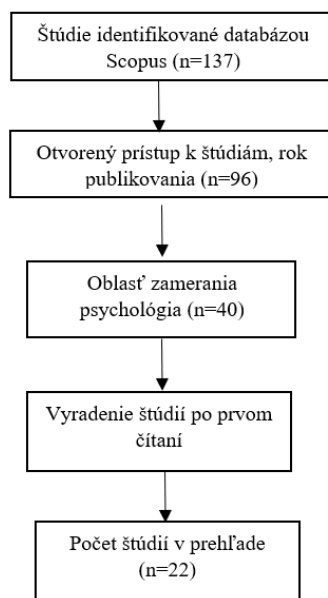 Štúdie identifikované databázou
Scopus (n=137)
Otvorený prístup k štúdiám, rok
publikovania (n=96)
Oblasť zamerania
psychológia (n=40)
Vyradenie štúdií po prvom
čítaní
Počet štúdií v prehľade
(n=22)